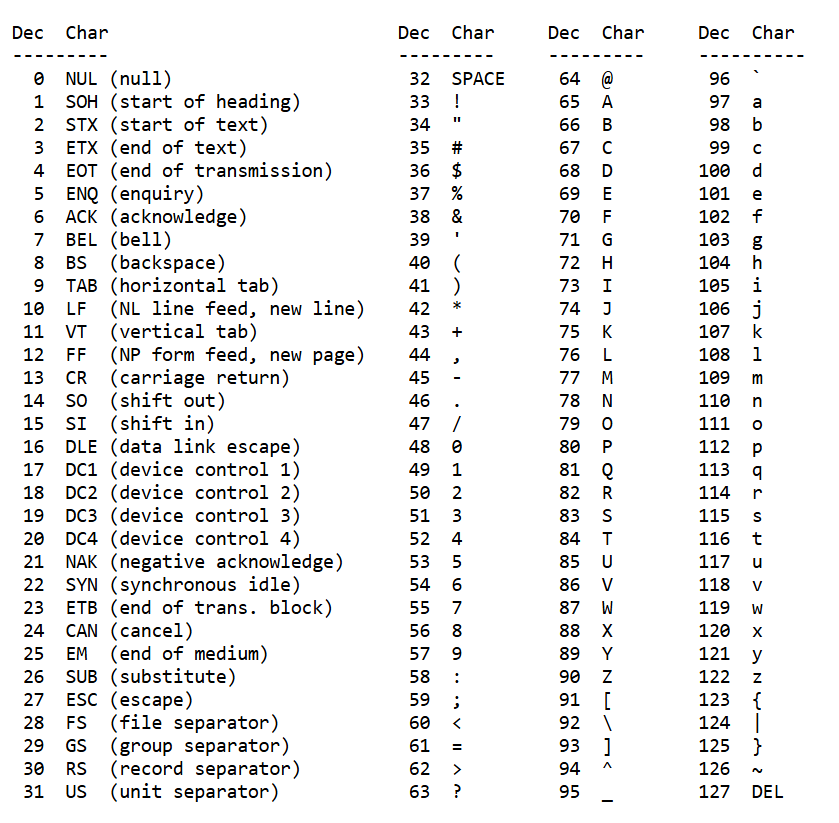 Dec  Char                           Dec  Char     Dec  Char     Dec  Char
---------                           ---------     ---------     ----------
  0  NUL (null)                      32  SPACE     64  @         96  `
  1  SOH (start of heading)          33  !         65  A         97  a
  2  STX (start of text)             34  "         66  B         98  b
  3  ETX (end of text)               35  #         67  C         99  c
  4  EOT (end of transmission)       36  $         68  D        100  d
  5  ENQ (enquiry)                   37  %         69  E        101  e
  6  ACK (acknowledge)               38  &         70  F        102  f
  7  BEL (bell)                      39  '         71  G        103  g
  8  BS  (backspace)                 40  (         72  H        104  h
  9  TAB (horizontal tab)            41  )         73  I        105  i
 10  LF  (NL line feed, new line)    42  *         74  J        106  j
 11  VT  (vertical tab)              43  +         75  K        107  k
 12  FF  (NP form feed, new page)    44  ,         76  L        108  l
 13  CR  (carriage return)           45  -         77  M        109  m
 14  SO  (shift out)                 46  .         78  N        110  n
 15  SI  (shift in)                  47  /         79  O        111  o
 16  DLE (data link escape)          48  0         80  P        112  p
 17  DC1 (device control 1)          49  1         81  Q        113  q
 18  DC2 (device control 2)          50  2         82  R        114  r
 19  DC3 (device control 3)          51  3         83  S        115  s
 20  DC4 (device control 4)          52  4         84  T        116  t
 21  NAK (negative acknowledge)      53  5         85  U        117  u
 22  SYN (synchronous idle)          54  6         86  V        118  v
 23  ETB (end of trans. block)       55  7         87  W        119  w
 24  CAN (cancel)                    56  8         88  X        120  x
 25  EM  (end of medium)             57  9         89  Y        121  y
 26  SUB (substitute)                58  :         90  Z        122  z
 27  ESC (escape)                    59  ;         91  [        123  {
 28  FS  (file separator)            60  <         92  \        124  |
 29  GS  (group separator)           61  =         93  ]        125  }
 30  RS  (record separator)          62  >         94  ^        126  ~
 31  US  (unit separator)            63  ?         95  _        127  DEL